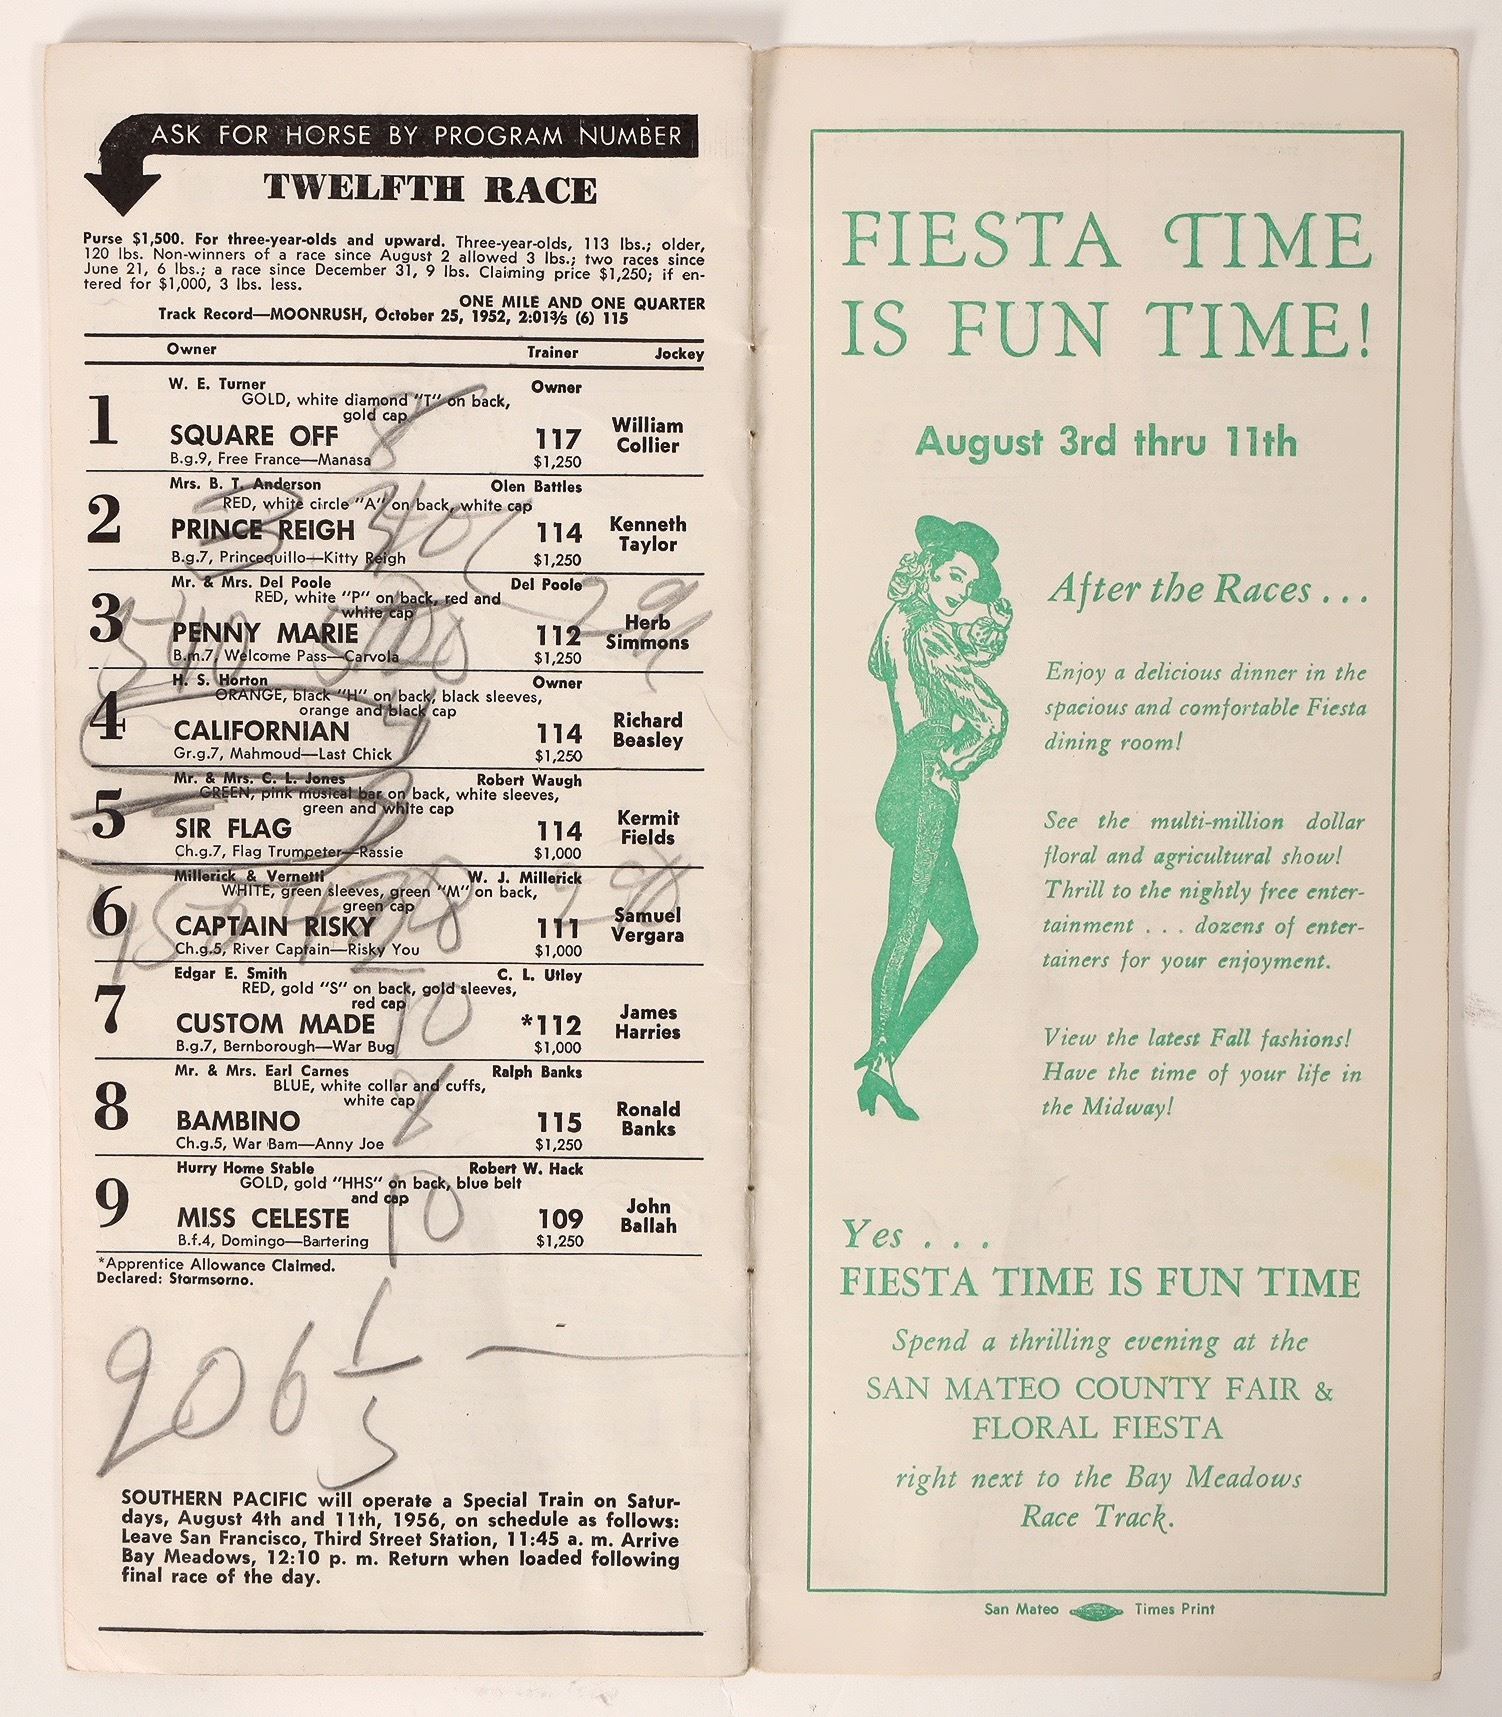 ASK FOR HORSE BY PROGRAM NUMBER
TWELFTH RACE
Purse $1,500. For three-year-olds and upward. Three-year-olds, 113 lbs.; older,
120 lbs. Non-winners of a race since August 2 allowed 3 lbs.; two races since
June 21, 6 lbs.; a race since December 31, 9 lbs. Claiming price $1,250; if en-
tered for $1,000, 3 lbs. less.
ONE MILE AND ONE QUARTER
Track Record—MOONRUSH, October 25, 1952, 2:01⅗ (6) 115
Owner Trainer Jockey
W. E. Turner Owner
GOLD, white diamond "T" on back,
gold cap
1 SQUARE OFF 117 William Collier
B.g.9, Free France—Manasa $1,250
8
Mrs. B. T. Anderson Olen Battles
RED, white circle "A" on back, white cap
2 PRINCE REIGH 114 Kenneth Taylor
B.g.7, Princequillo—Kitty Reigh $1,250
Mr. & Mrs. Del Poole Del Poole
RED, white "P" on back, red and
white cap
3 PENNY MARIE 112 Herb Simmons
B.m.7, Welcome Pass—Carvola $1,250
H. S. Horton Owner
ORANGE, black "H" on back, black sleeves,
orange and black cap
4 CALIFORNIAN 114 Richard Beasley
Gr.g.7, Mahmoud—Last Chick $1,250
Mr. & Mrs. C. L. Jones Robert Waugh
GREEN, pink musical bar on back, white sleeves,
green and white cap
5 SIR FLAG 114 Kermit Fields
Ch.g.7, Flag Trumpeter—Rassie $1,000
Millerick & Vernetti W. J. Millerick
WHITE, green sleeves, green "M" on back,
green cap
6 CAPTAIN RISKY 111 Samuel Vergara
Ch.g.5, River Captain—Risky You $1,000
Edgar E. Smith C. L. Utley
RED, gold "S" on back, gold sleeves,
red cap
7 CUSTOM MADE *112 James Harries
B.g.7, Bernborough—War Bug $1,000
10
Mr. & Mrs. Earl Carnes Ralph Banks
BLUE, white collar and cuffs,
white cap
8 BAMBINO 115 Ronald Banks
Ch.g.5, War Bam—Anny Joe $1,250
Hurry Home Stable Robert W. Hack
GOLD, gold "HHS" on back, blue belt
and cap
9 MISS CELESTE 109 John Ballah
B.f.4, Domingo—Bartering $1,250
10
*Apprentice Allowance Claimed.
Declared: Stormsorno.
206 1/5
SOUTHERN PACIFIC will operate a Special Train on Satur-
days, August 4th and 11th, 1956, on schedule as follows:
Leave San Francisco, Third Street Station, 11:45 a. m. Arrive
Bay Meadows, 12:10 p. m. Return when loaded following
final race of the day.
FIESTA TIME
IS FUN TIME!
August 3rd thru 11th
After the Races . . .
Enjoy a delicious dinner in the
spacious and comfortable Fiesta
dining room!
See the multi-million dollar
floral and agricultural show!
Thrill to the nightly free enter-
tainment . . . dozens of enter-
tainers for your enjoyment.
View the latest Fall fashions!
Have the time of your life in
the Midway!
Yes . . .
FIESTA TIME IS FUN TIME
Spend a thrilling evening at the
SAN MATEO COUNTY FAIR &
FLORAL FIESTA
right next to the Bay Meadows
Race Track.
San Mateo Times Print